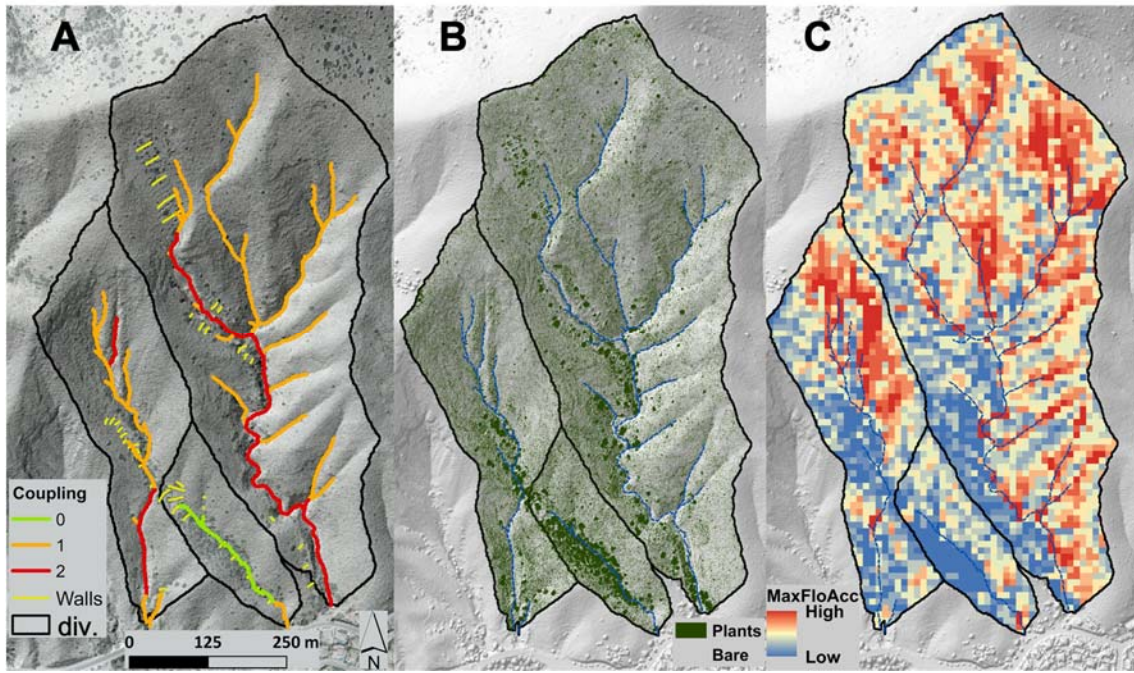 A
B
C
Coupling
0
1
2
Walls
div.
0 125 250 m
N
Plants
Bare
MaxFloAcc
High
Low